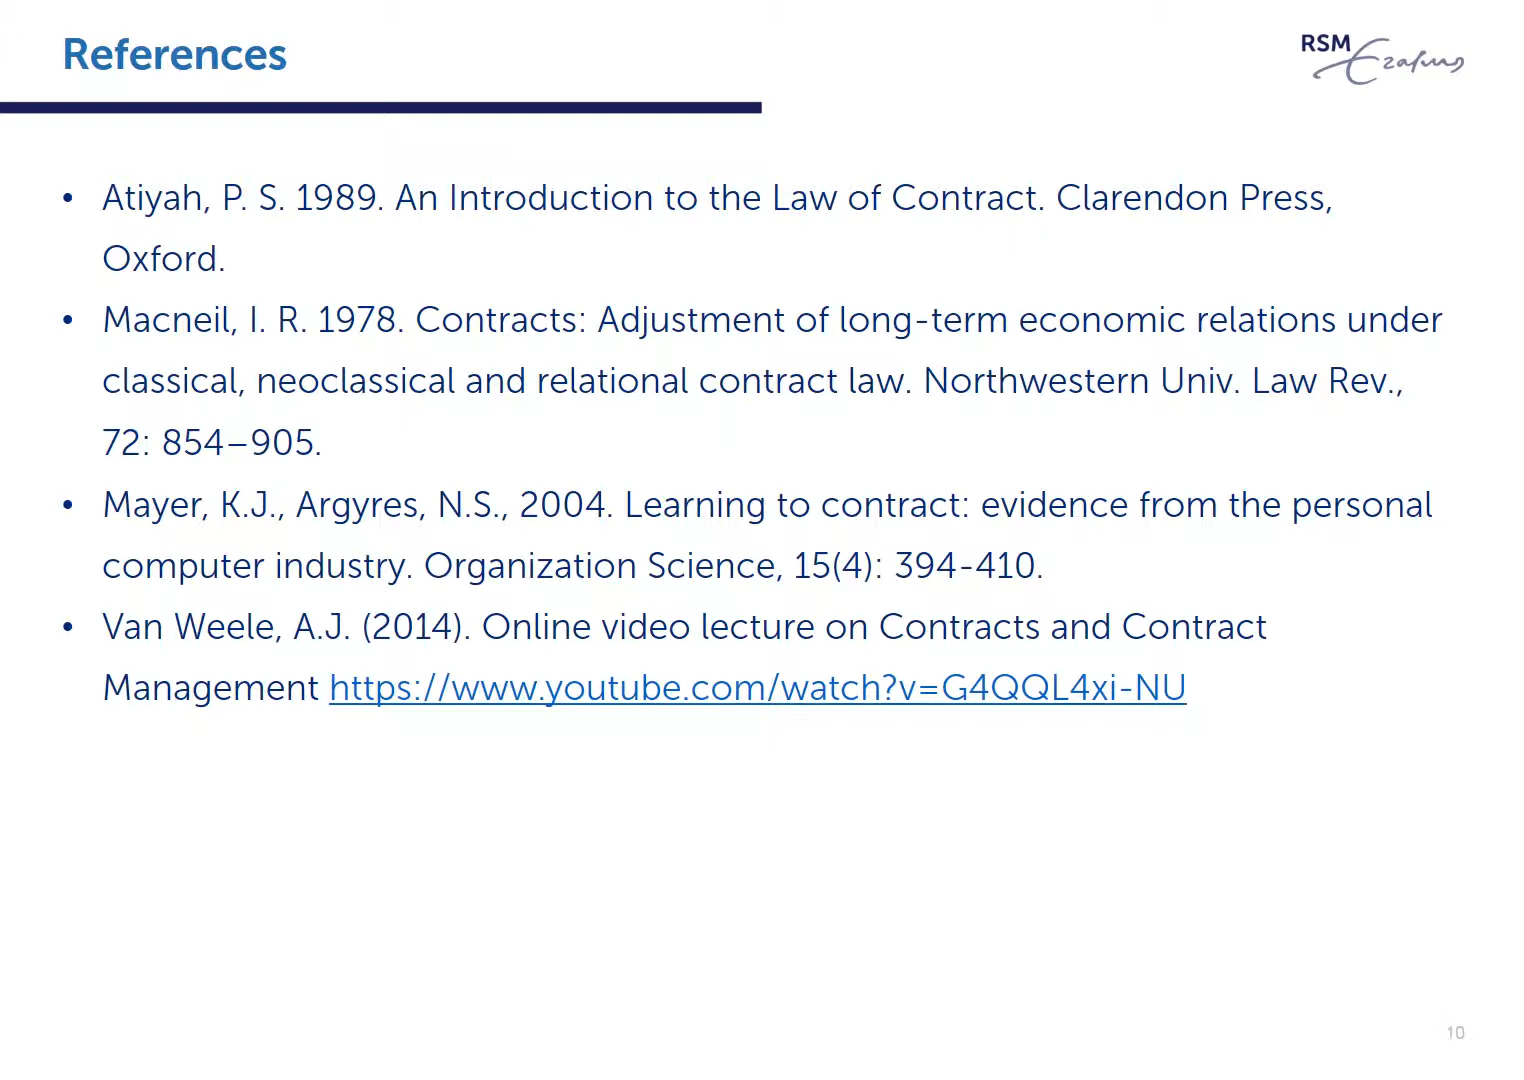 References
RSM Erasmus
• Atiyah, P. S. 1989. An Introduction to the Law of Contract. Clarendon Press,
Oxford.
• Macneil, I. R. 1978. Contracts: Adjustment of long-term economic relations under
classical, neoclassical and relational contract law. Northwestern Univ. Law Rev.,
72: 854–905.
• Mayer, K.J., Argyres, N.S., 2004. Learning to contract: evidence from the personal
computer industry. Organization Science, 15(4): 394-410.
• Van Weele, A.J. (2014). Online video lecture on Contracts and Contract
Management https://www.youtube.com/watch?v=G4QQL4xi-NU
10